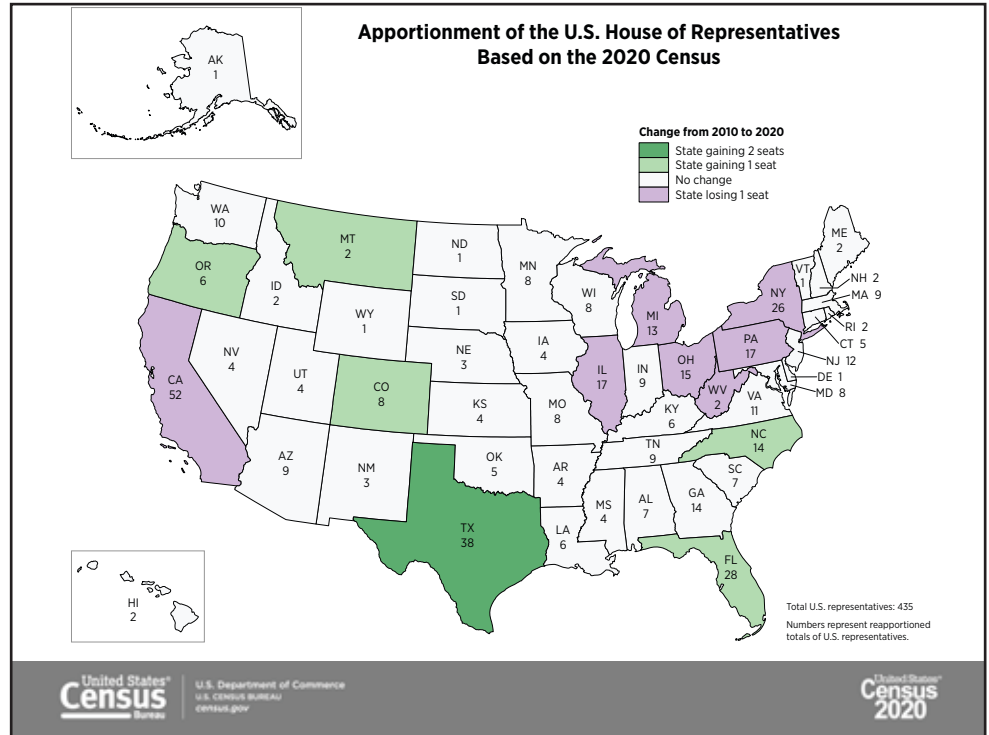 Apportionment of the U.S. House of Representatives
Based on the 2020 Census
AK
1
Change from 2010 to 2020
State gaining 2 seats
State gaining 1 seat
No change
State losing 1 seat
WA
10
OR
6
MT
2
ID
2
WY
1
ND
1
SD
1
MN
8
WI
8
MI
13
NY
26
VT
1
ME
2
NH 2
MA 9
RI 2
CT 5
NJ 12
DE 1
MD 8
CA
52
NV
4
UT
4
CO
8
NE
3
KS
4
IA
4
MO
8
IL
17
IN
9
OH
15
PA
17
WV
2
VA
11
KY
6
NC
14
TN
9
SC
7
AZ
9
NM
3
OK
5
AR
4
TX
38
LA
6
MS
4
AL
7
GA
14
FL
28
HI
2
Total U.S. representatives: 435
Numbers represent reapportioned
totals of U.S. representatives.
United States®
Census
Bureau
U.S. Department of Commerce
U.S. CENSUS BUREAU
census.gov
United States®
Census
2020